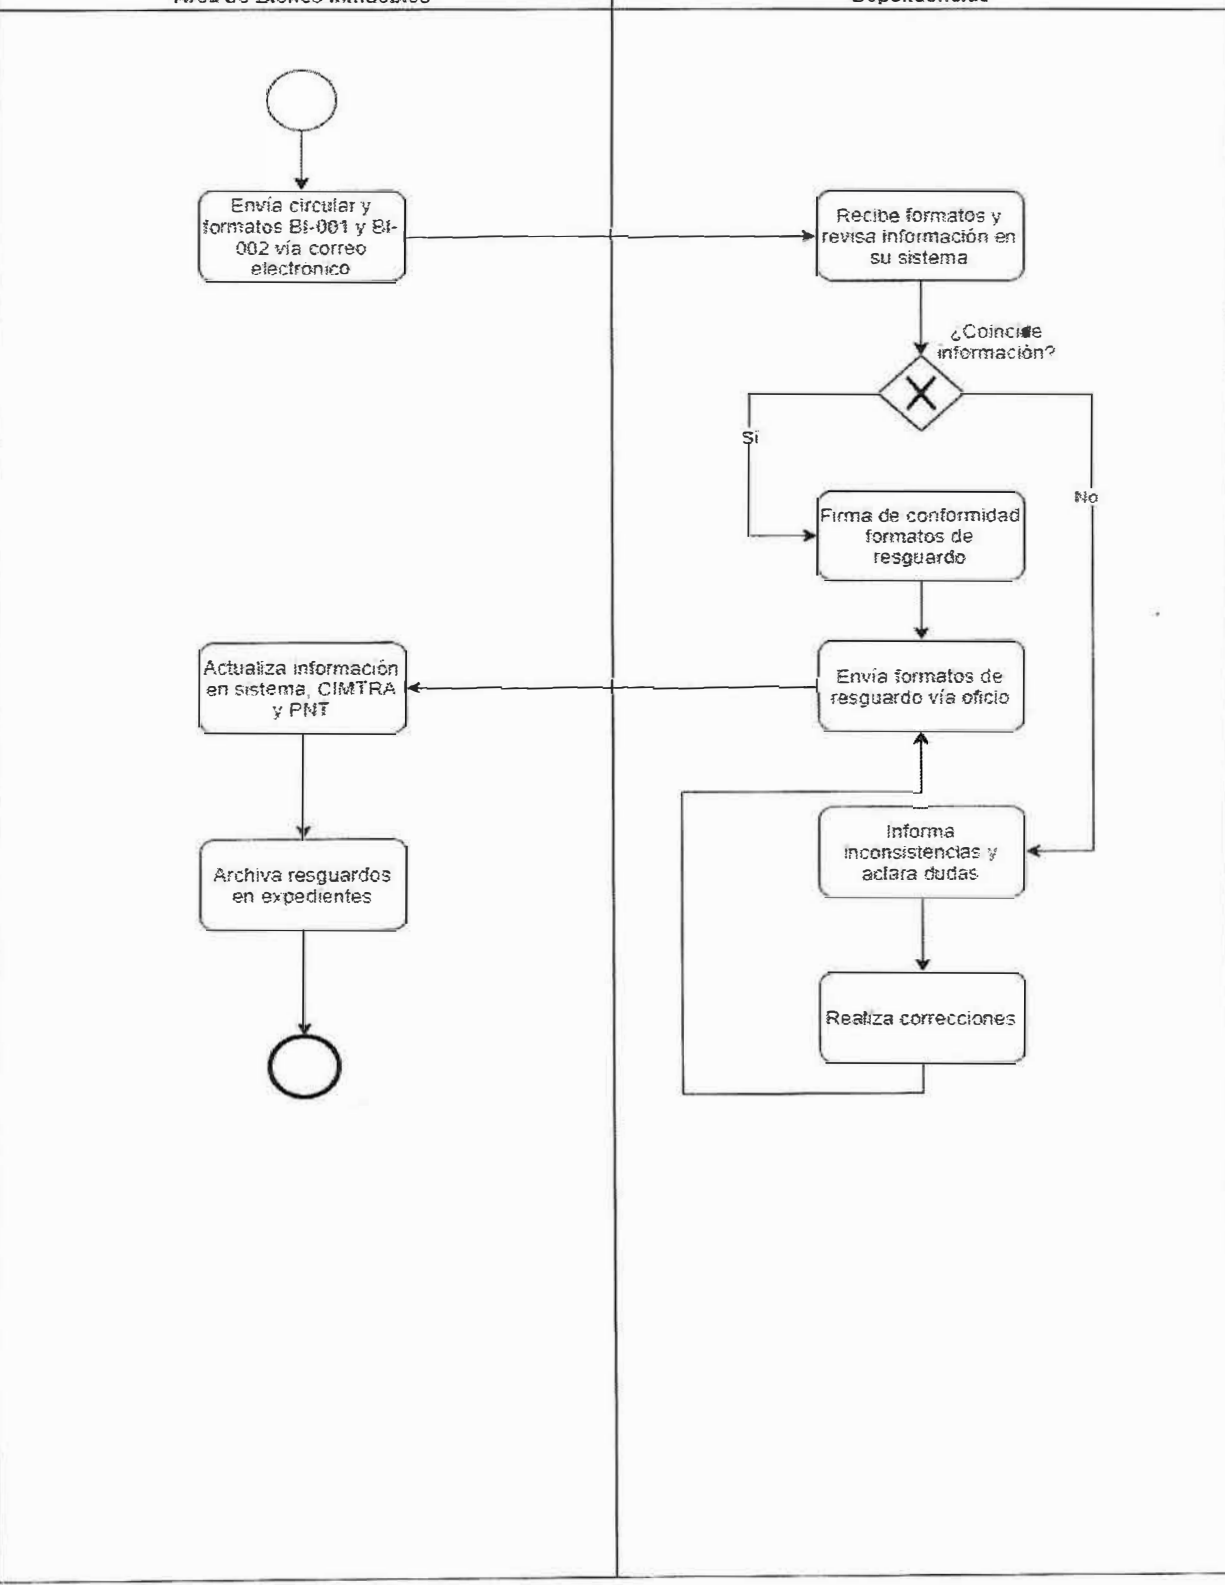 Envía circular y
formatos BI-001 y BI-
002 vía correo
electrónico
Recibe formatos y
revisa información en
su sistema
¿Coincide
información?
Sí
No
Firma de conformidad
formatos de
resguardo
Envía formatos de
resguardo vía oficio
Actualiza información
en sistema, CIMTRA
y PNT
Informa
inconsistencias y
aclara dudas
Archiva resguardos
en expedientes
Realiza correcciones